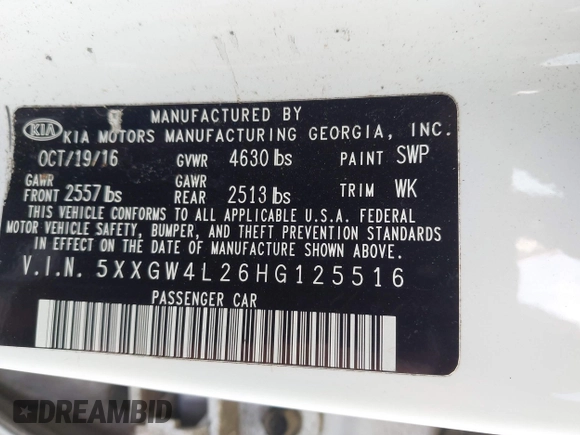 MANUFACTURED BY
KIA KIA MOTORS MANUFACTURING GEORGIA, INC.
OCT/19/16 GVWR 4630 lbs PAINT SWP
GAWR FRONT 2557 lbs GAWR REAR 2513 lbs TRIM WK
THIS VEHICLE CONFORMS TO ALL APPLICABLE U.S.A. FEDERAL
MOTOR VEHICLE SAFETY, BUMPER, AND THEFT PREVENTION STANDARDS
IN EFFECT ON THE DATE OF MANUFACTURE SHOWN ABOVE.
V.I.N. 5XXGW4L26HG125516
PASSENGER CAR
DREAMBID